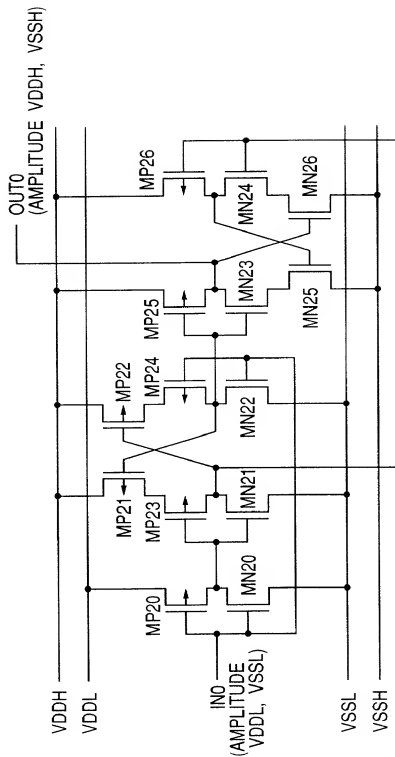 OUT0
(AMPLITUDE VDDH, VSSH)
VDDH
VDDL
MP21
MP22
MP20
MP23
MP24
MP25
MP26
IN0
(AMPLITUDE
VDDL, VSSL)
MN20
MN21
MN22
MN23
MN24
MN25
MN26
VSSL
VSSH